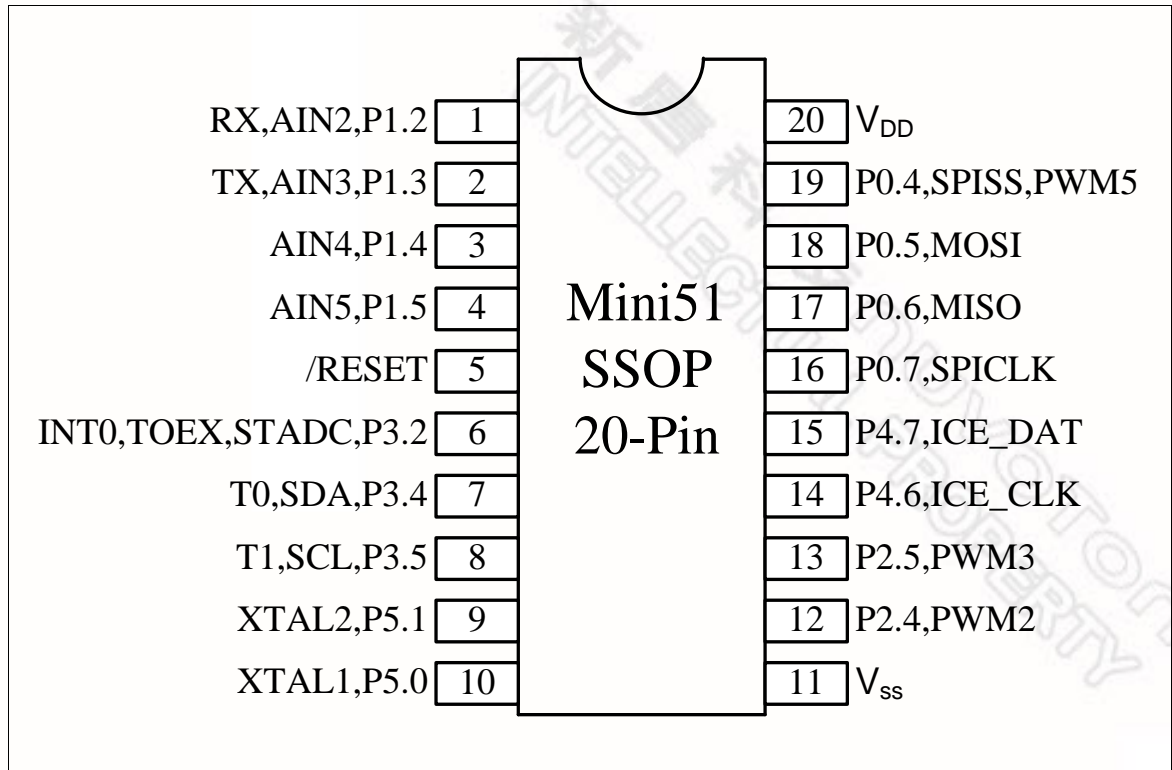 RX,AIN2,P1.2 1
TX,AIN3,P1.3 2
AIN4,P1.4 3
AIN5,P1.5 4
/RESET 5
INT0,TOEX,STADC,P3.2 6
T0,SDA,P3.4 7
T1,SCL,P3.5 8
XTAL2,P5.1 9
XTAL1,P5.0 10
Mini51
SSOP
20-Pin
20 VDD
19 P0.4,SPISS,PWM5
18 P0.5,MOSI
17 P0.6,MISO
16 P0.7,SPICLK
15 P4.7,ICE_DAT
14 P4.6,ICE_CLK
13 P2.5,PWM3
12 P2.4,PWM2
11 Vss